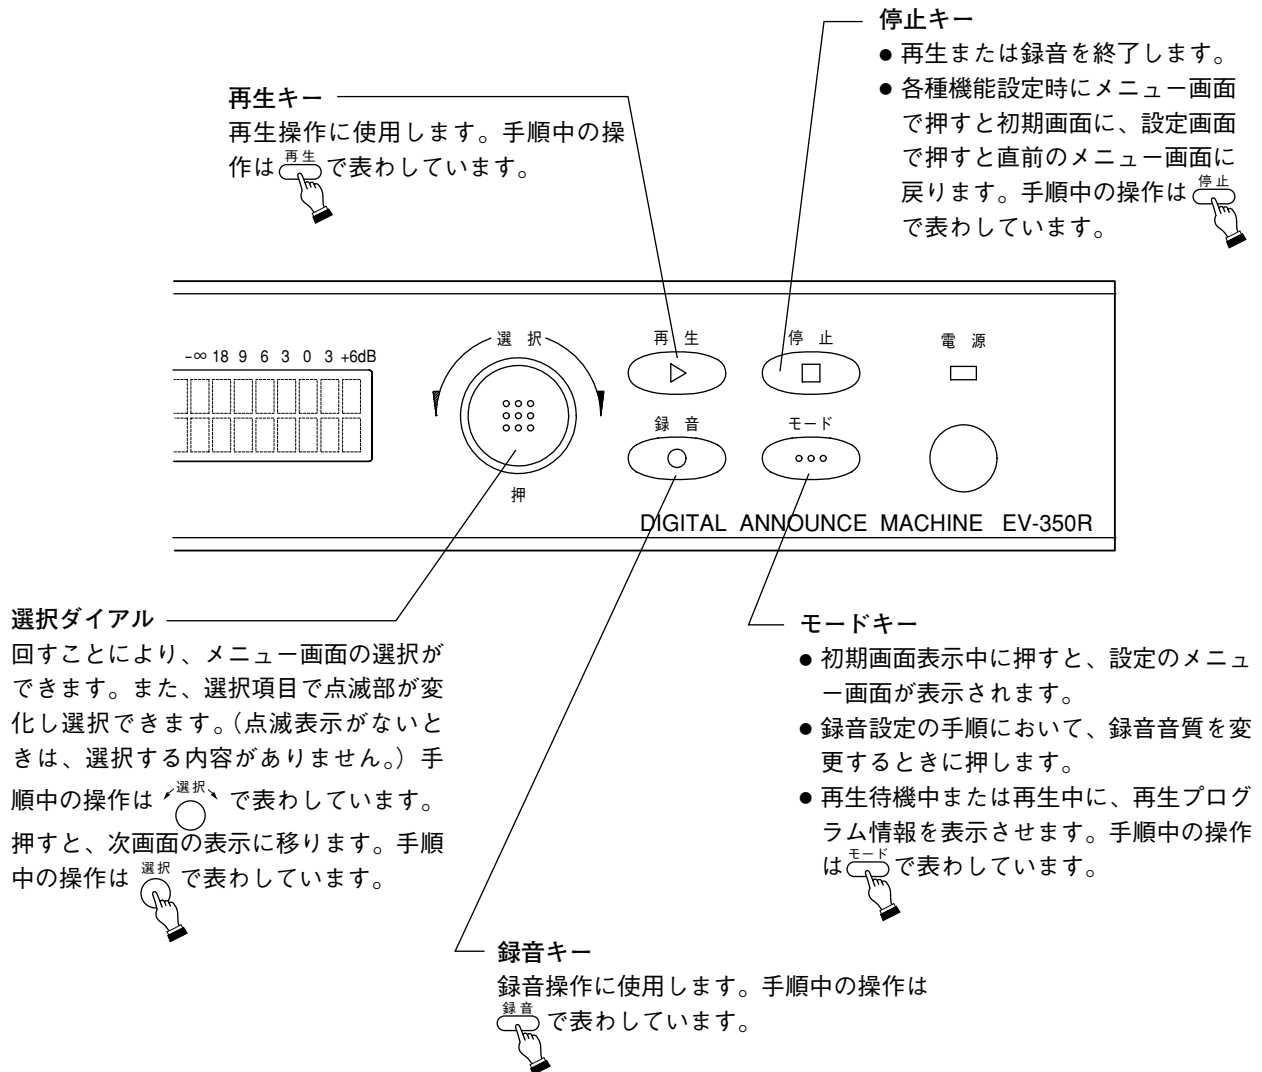 停止キー
● 再生または録音を終了します。
● 各種機能設定時にメニュー画面
で押すと初期画面に、設定画面
で押すと直前のメニュー画面に
戻ります。手順中の操作は 停止
で表わしています。
再生キー
再生操作に使用します。手順中の操
作は 再生 で表わしています。
-∞ 18 9 6 3 0 3 +6dB
選 択
押
再 生
停 止
電 源
録 音
モード
DIGITAL ANNOUNCE MACHINE EV-350R
選択ダイアル
回すことにより、メニュー画面の選択が
できます。また、選択項目で点滅部が変
化し選択できます。(点滅表示がないと
きは、選択する内容がありません。) 手
順中の操作は 選択 で表わしています。
押すと、次画面の表示に移ります。手順
中の操作は 選択 で表わしています。
モードキー
● 初期画面表示中に押すと、設定のメニュ
ー画面が表示されます。
● 録音設定の手順において、録音音質を変
更するときに押します。
● 再生待機中または再生中に、再生プログ
ラム情報を表示させます。手順中の操作
は モード で表わしています。
録音キー
録音操作に使用します。手順中の操作は
録音 で表わしています。